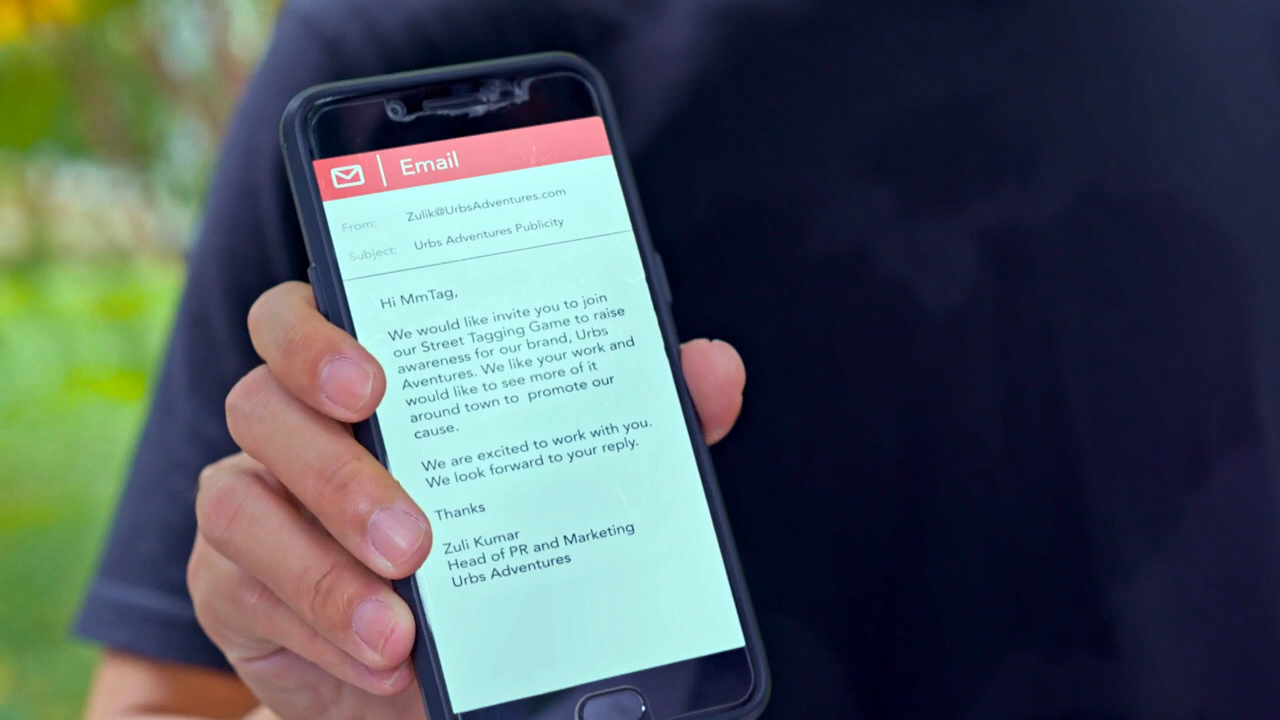 Email
From: Zulik@UrbsAdventures.com
Subject: Urbs Adventures Publicity
Hi MmTag,
We would like invite you to join
our Street Tagging Game to raise
awareness for our brand, Urbs
Aventures. We like your work and
would like to see more of it
around town to promote our
cause.
We are excited to work with you.
We look forward to your reply.
Thanks
Zuli Kumar
Head of PR and Marketing
Urbs Adventures